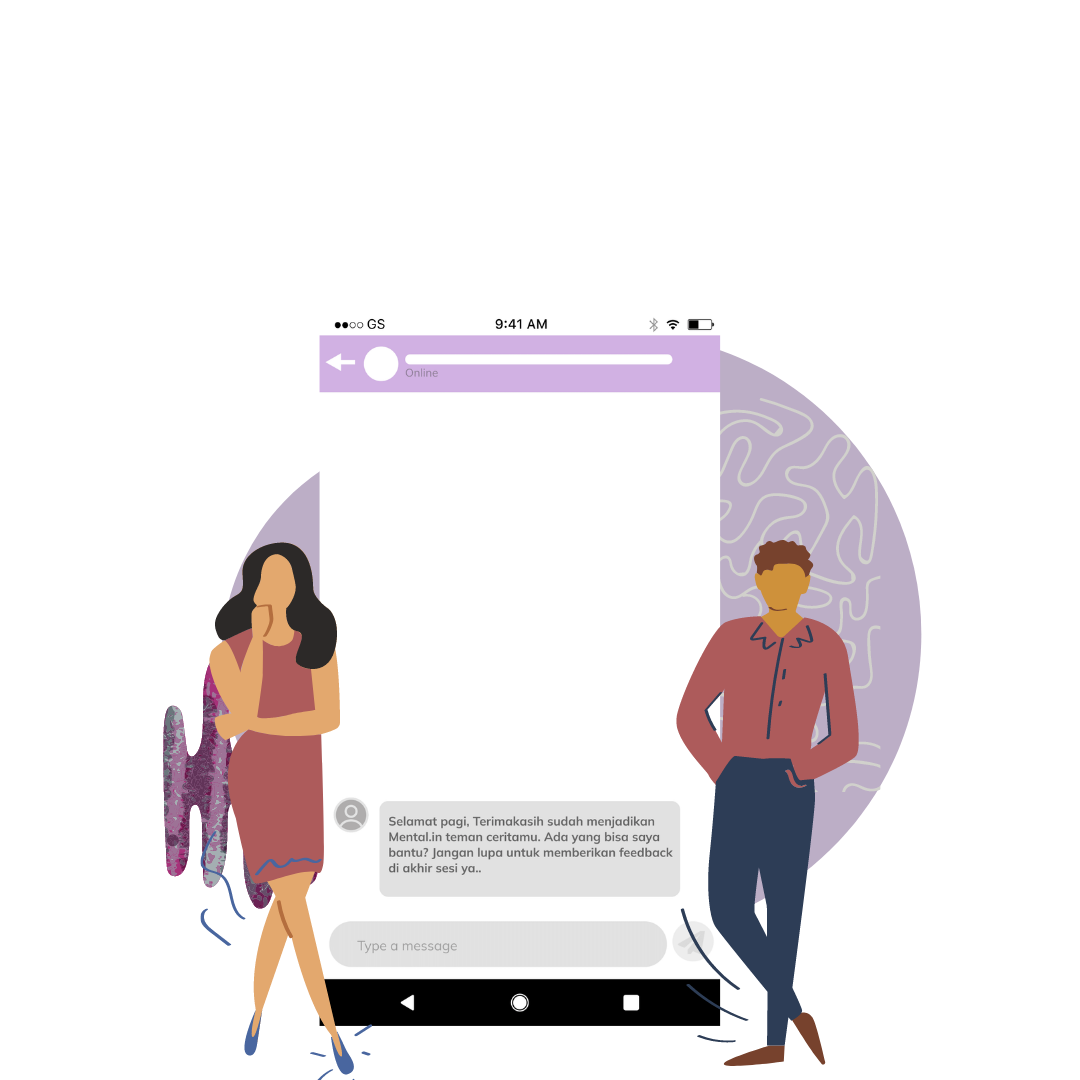 GS 9:41 AM
Online
Selamat pagi, Terimakasih sudah menjadikan
Mental.in teman ceritamu. Ada yang bisa saya
bantu? Jangan lupa untuk memberikan feedback
di akhir sesi ya..
Type a message